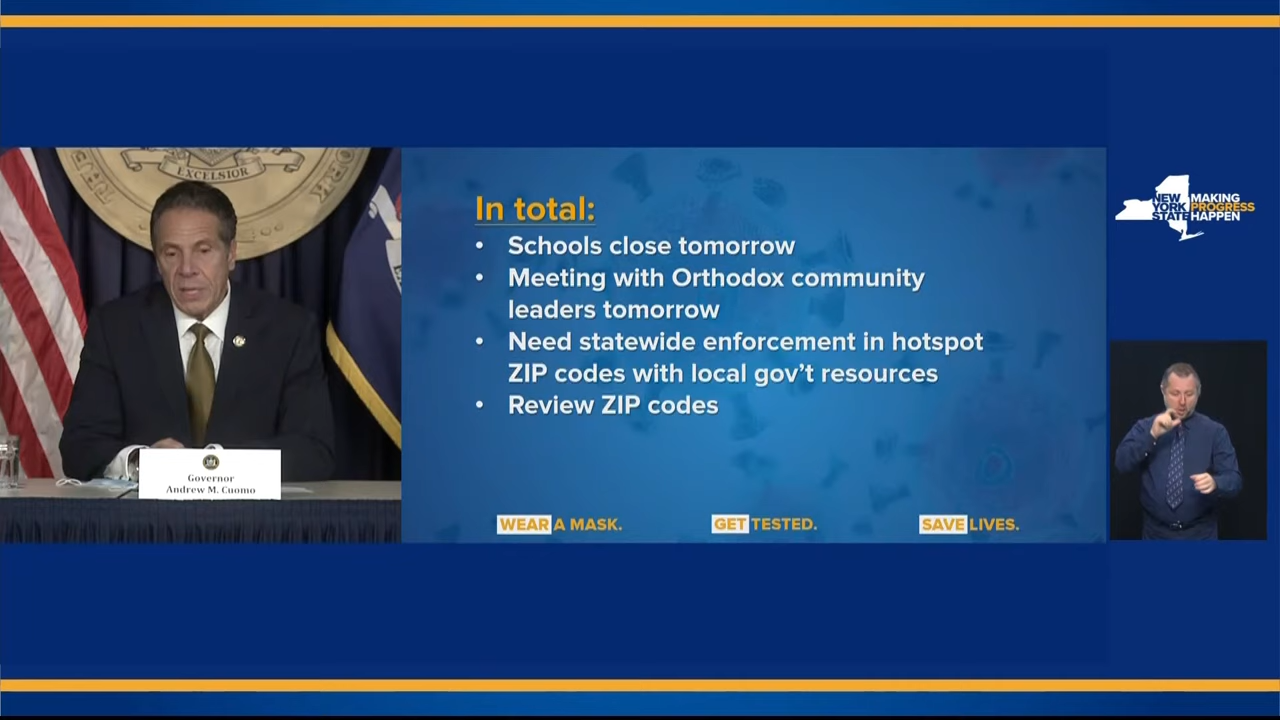 EXCELSIOR
Governor
Andrew M. Cuomo
In total:
• Schools close tomorrow
• Meeting with Orthodox community
leaders tomorrow
• Need statewide enforcement in hotspot
ZIP codes with local gov't resources
• Review ZIP codes
WEAR A MASK. GET TESTED. SAVE LIVES.
NEW YORK STATE
MAKING
PROGRESS
HAPPEN